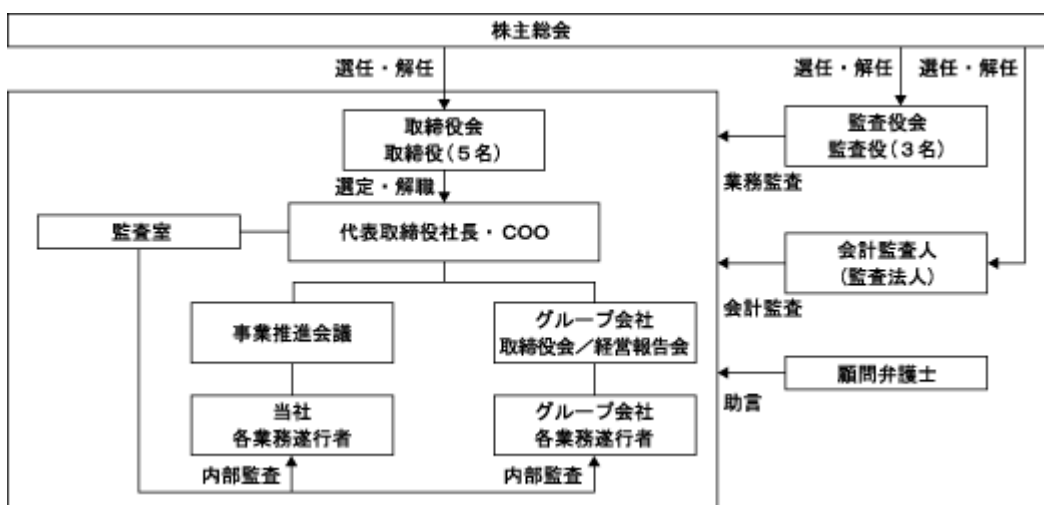 株主総会
選任・解任
選任・解任
選任・解任
取締役会
取締役(5名)
監査役会
監査役(3名)
業務監査
選定・解職
監査室
代表取締役社長・COO
会計監査人
(監査法人)
会計監査
事業推進会議
グループ会社
取締役会／経営報告会
顧問弁護士
助言
当社
各業務遂行者
グループ会社
各業務遂行者
内部監査
内部監査